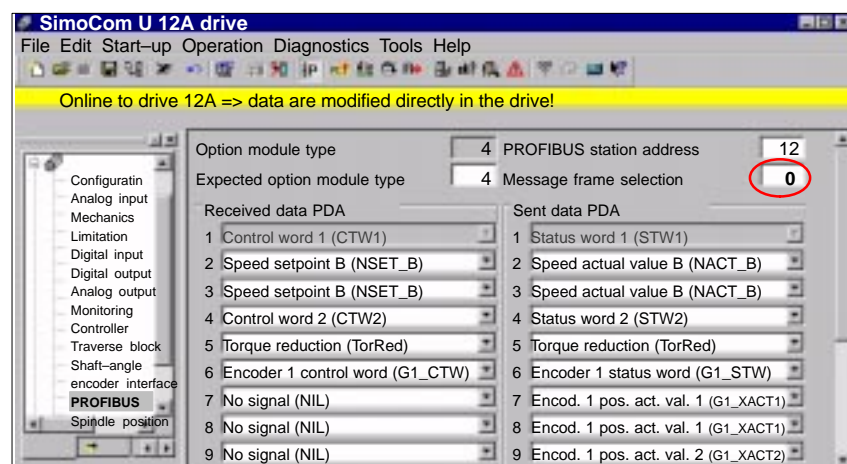 SimoCom U 12A drive
File Edit Start–up Operation Diagnostics Tools Help
Online to drive 12A => data are modified directly in the drive!
Configuratin
Analog input
Mechanics
Limitation
Digital input
Digital output
Analog output
Monitoring
Controller
Traverse block
Shaft–angle
encoder interface
PROFIBUS
Spindle position
Option module type 4 PROFIBUS station address 12
Expected option module type 4 Message frame selection 0
Received data PDA Sent data PDA
1 Control word 1 (CTW1) 1 Status word 1 (STW1)
2 Speed setpoint B (NSET_B) 2 Speed actual value B (NACT_B)
3 Speed setpoint B (NSET_B) 3 Speed actual value B (NACT_B)
4 Control word 2 (CTW2) 4 Status word 2 (STW2)
5 Torque reduction (TorRed) 5 Torque reduction (TorRed)
6 Encoder 1 control word (G1_CTW) 6 Encoder 1 status word (G1_STW)
7 No signal (NIL) 7 Encod. 1 pos. act. val. 1 (G1_XACT1)
8 No signal (NIL) 8 Encod. 1 pos. act. val. 1 (G1_XACT1)
9 No signal (NIL) 9 Encod. 1 pos. act. val. 2 (G1_XACT2)